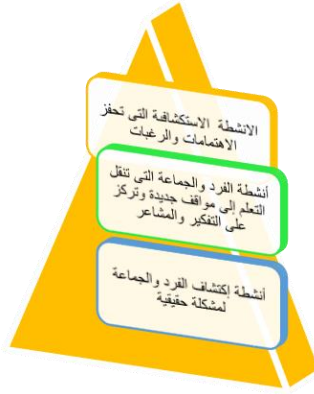 الانشطة الاستكشافية التى تحفز
الاهتمامات والرغبات
أنشطة الفرد والجماعة التى تنقل
التعلم إلى مواقف جديدة وتركز
على التفكير والمشاعر
أنشطة إكتشاف الفرد والجماعة
لمشكلة حقيقية